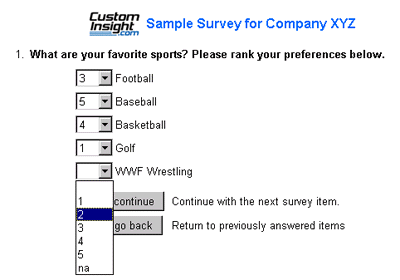 Custom
Insight
.com
Sample Survey for Company XYZ
1. What are your favorite sports? Please rank your preferences below.
3 Football
5 Baseball
4 Basketball
1 Golf
WWF Wrestling
1
2
3
4
5
na
continue Continue with the next survey item.
go back Return to previously answered items